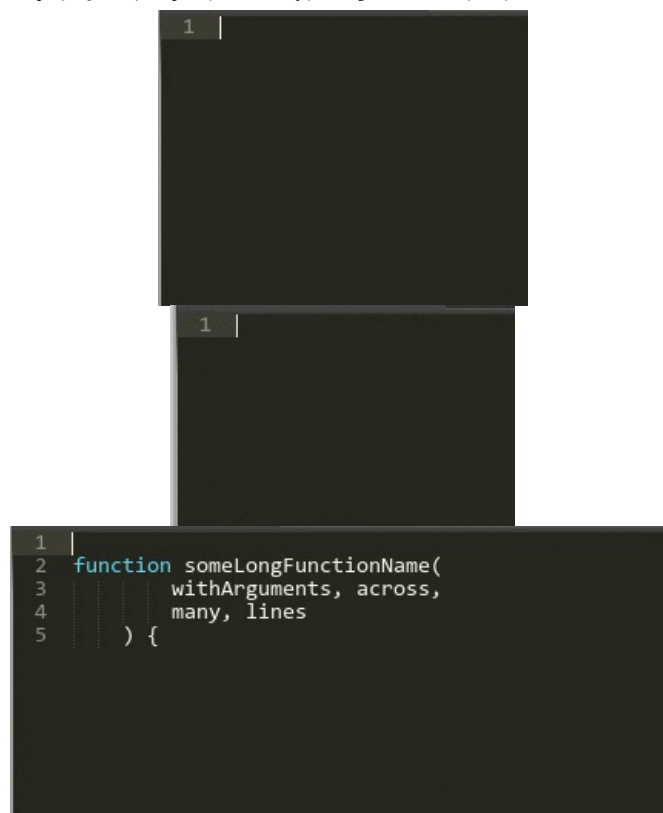 1
1
1
2 function someLongFunctionName(
3 withArguments, across,
4 many, lines
5 ) {